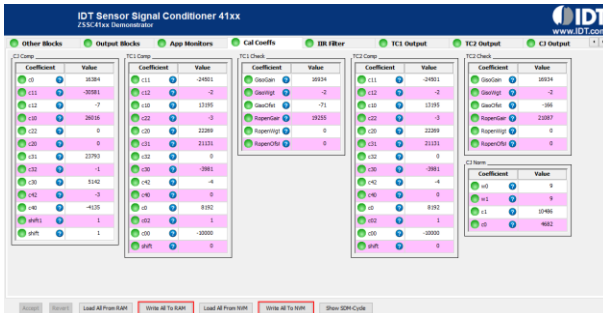 IDT Sensor Signal Conditioner 41xx
ZSSC41xx Demonstrator
IDT
www.IDT.com
Other Blocks Output Blocks App Monitors Cal Coeffs IIR Filter TC1 Output TC2 Output CJ Output
CJ Comp
Coefficient Value
c0 16384
c11 -30581
c12 -7
c10 26016
c22 0
c20 0
c31 23793
c32 -1
c30 5142
c42 -3
c40 -4135
shift1 1
shift 1
TC1 Comp
Coefficient Value
c11 -24501
c12 -2
c10 13195
c22 -3
c20 22269
c31 21131
c32 0
c30 -3981
c42 -4
c40 0
c0 8192
c02 1
c00 -10000
shift 0
TC1 Check
Coefficient Value
GsoGain 16934
GsoWgt -2
GsoOfst -71
RopenGair 19255
RopenWgt 0
RopenOfst 0
TC2 Comp
Coefficient Value
c11 -24501
c12 -2
c10 13195
c22 -3
c20 22269
c31 21131
c32 0
c30 -3981
c42 -4
c40 0
c0 8192
c02 1
c00 -10000
shift 0
TC2 Check
Coefficient Value
GsoGain 16934
GsoWgt -2
GsoOfst -186
RopenGair 21087
RopenWgt 0
RopenOfst 0
CJ Norm
Coefficient Value
w0 9
w1 9
c1 10486
c0 4682
Accept Revert Load All From RAM Write All To RAM Load All From NVM Write All To NVM Show SDM-Cycle